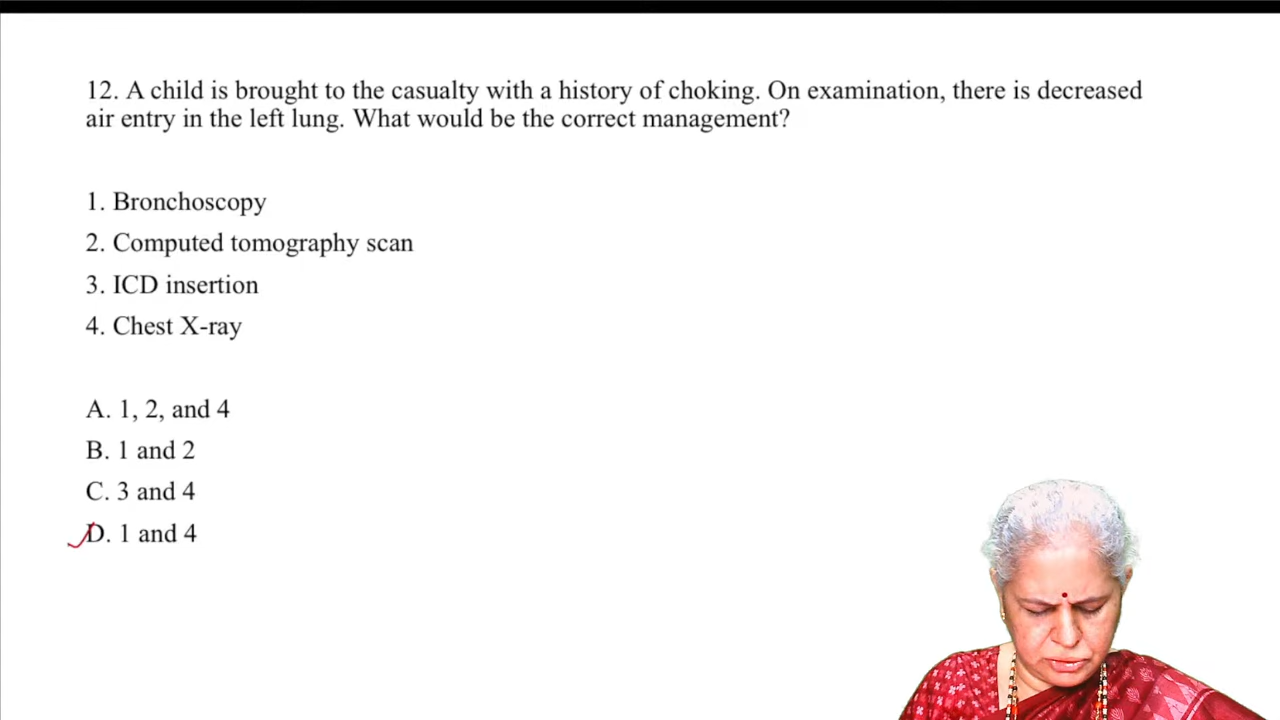 12. A child is brought to the casualty with a history of choking. On examination, there is decreased
air entry in the left lung. What would be the correct management?
1. Bronchoscopy
2. Computed tomography scan
3. ICD insertion
4. Chest X-ray
A. 1, 2, and 4
B. 1 and 2
C. 3 and 4
D. 1 and 4